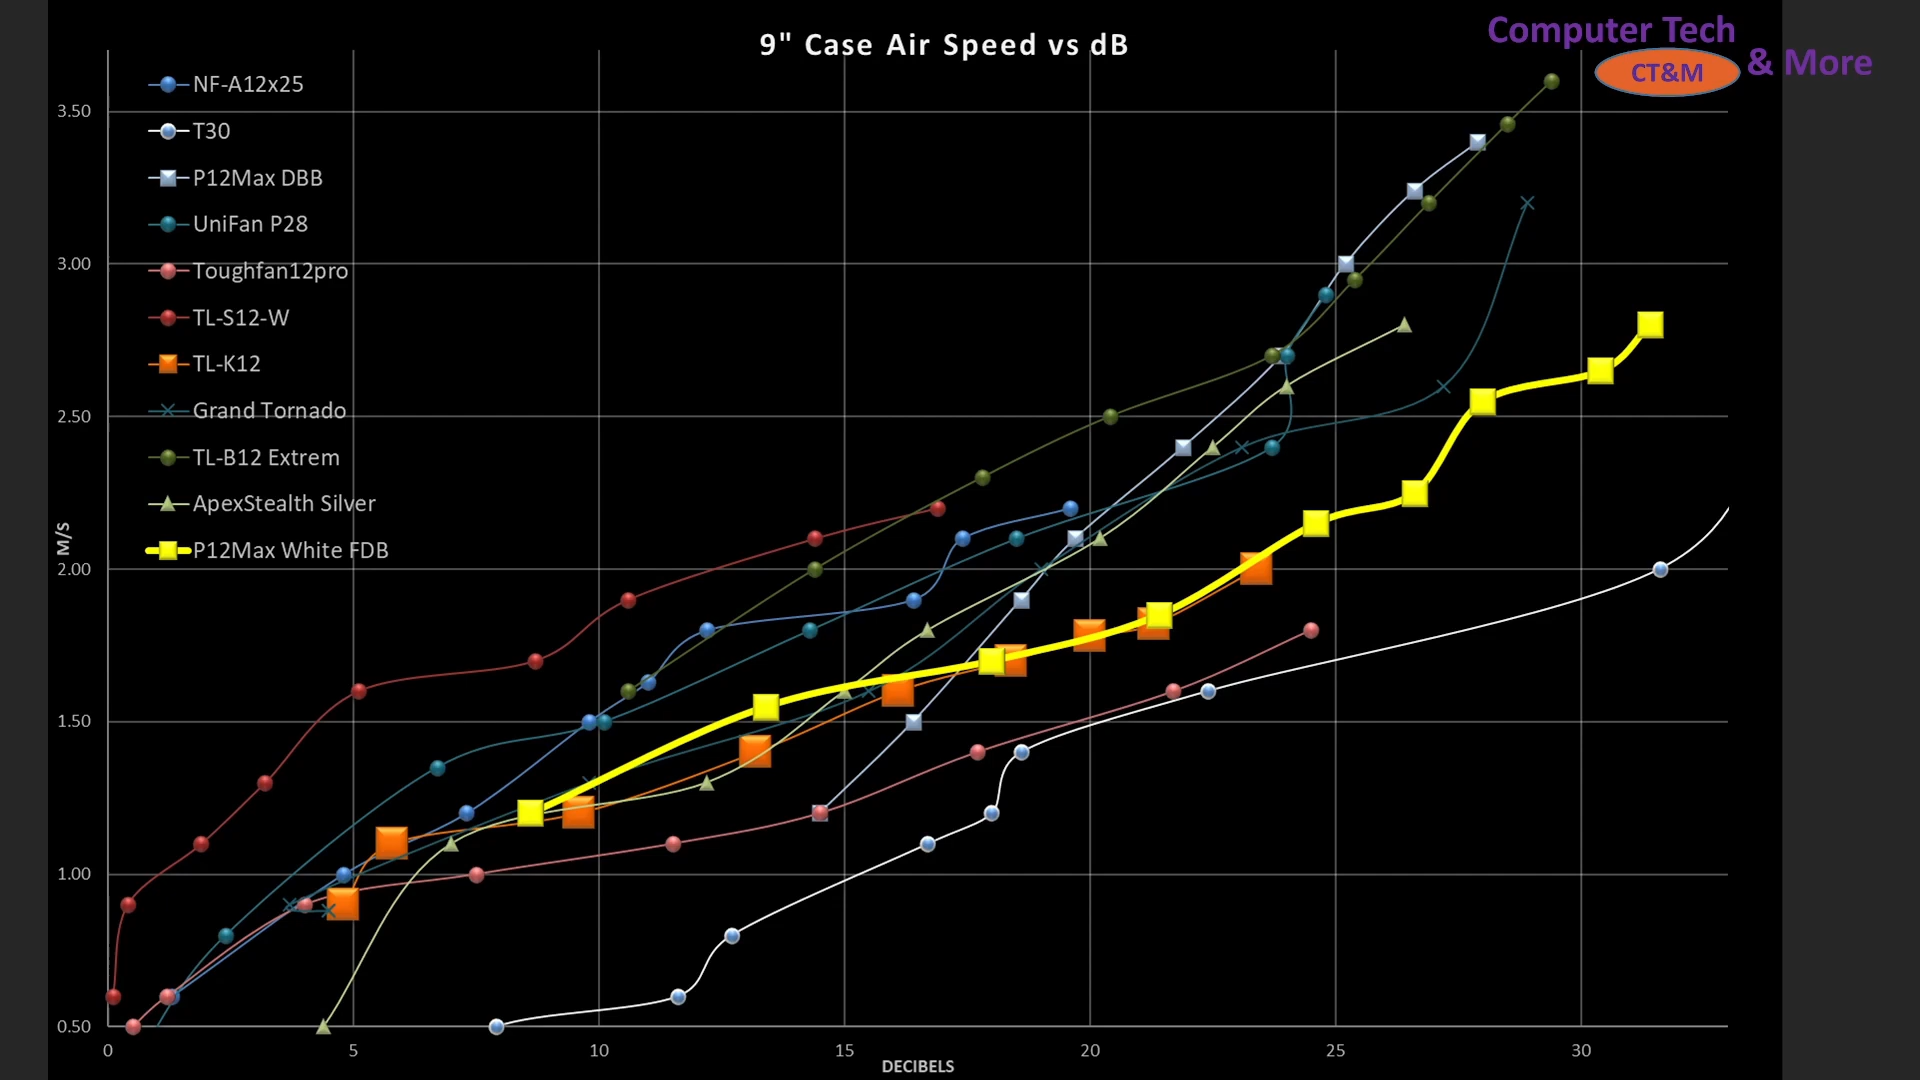 9" Case Air Speed vs dB
Computer Tech
CT&M
& More
NF-A12x25
T30
P12Max DBB
UniFan P28
Toughfan12pro
TL-S12-W
TL-K12
Grand Tornado
TL-B12 Extrem
ApexStealth Silver
P12Max White FDB
3.50
3.00
2.50
2.00
1.50
1.00
0.50
M/S
0
5
10
15
20
25
30
DECIBELS